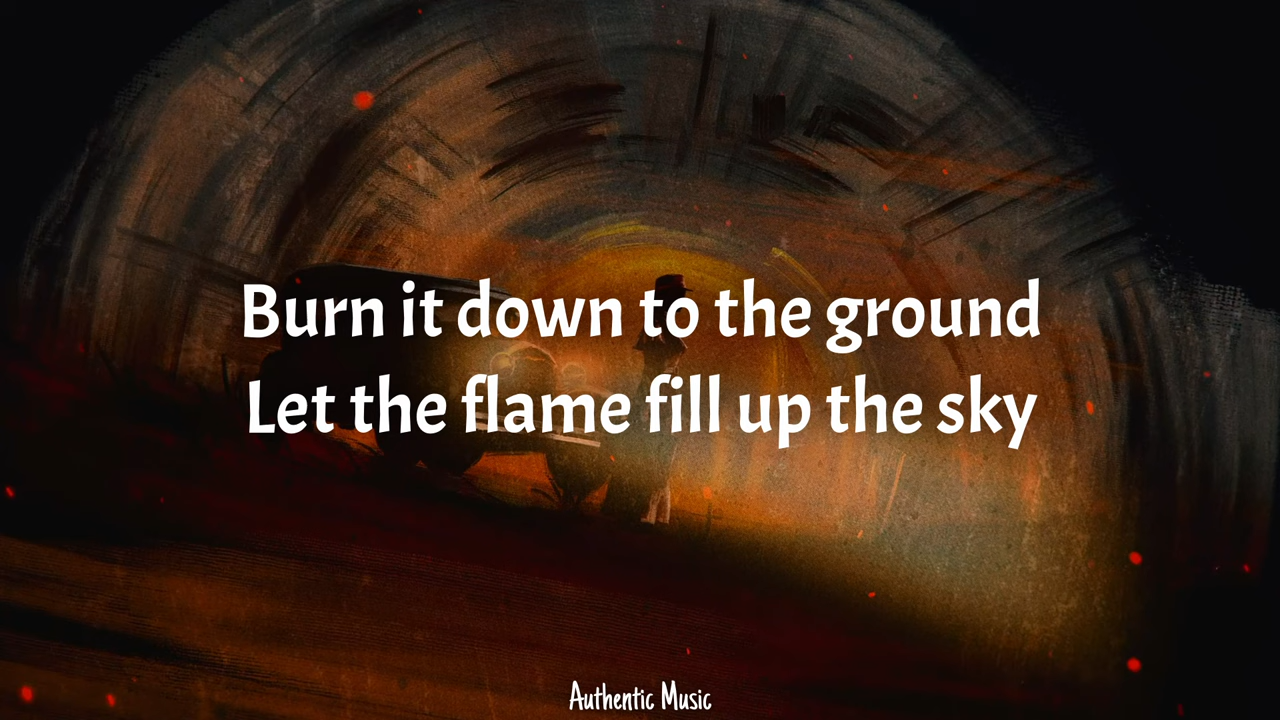 Burn it down to the ground
Let the flame fill up the sky
Authentic Music